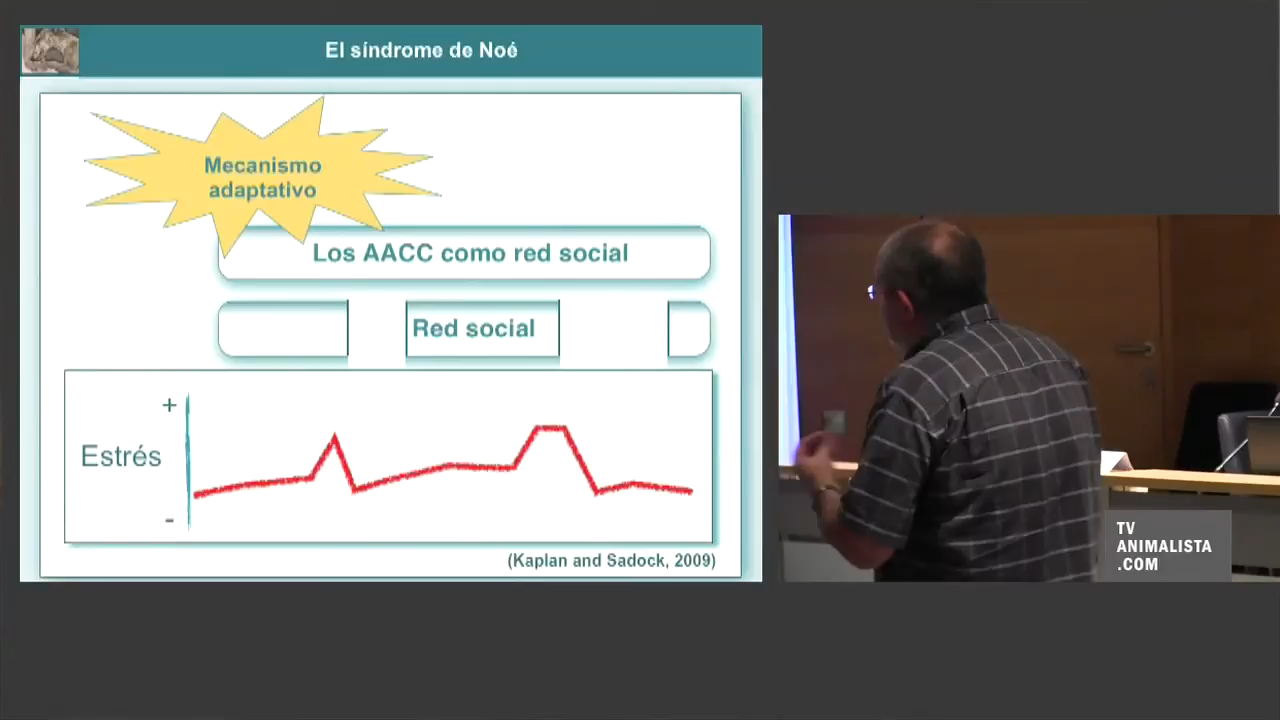 El síndrome de Noé
Mecanismo
adaptativo
Los AACC como red social
Red social
+
Estrés
-
(Kaplan and Sadock, 2009)
TV
ANIMALISTA
.COM